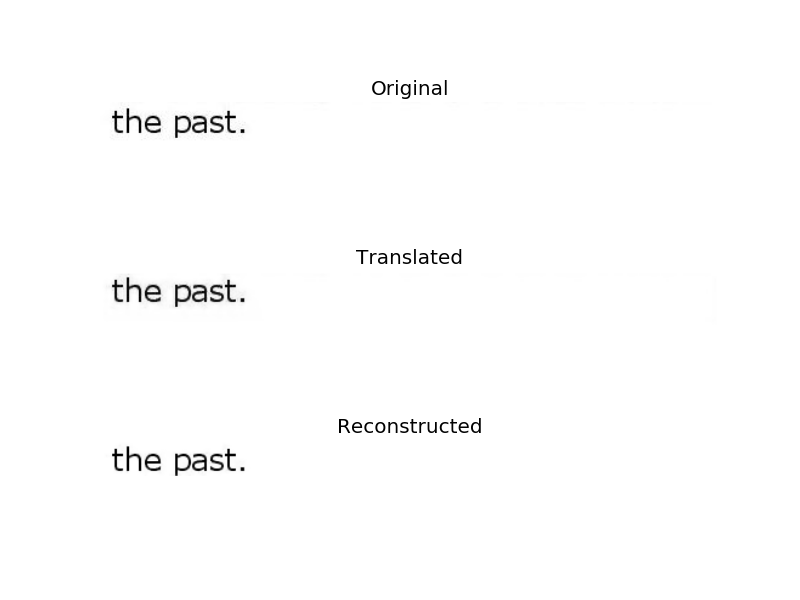 Original
the past.
Translated
the past.
Reconstructed
the past.